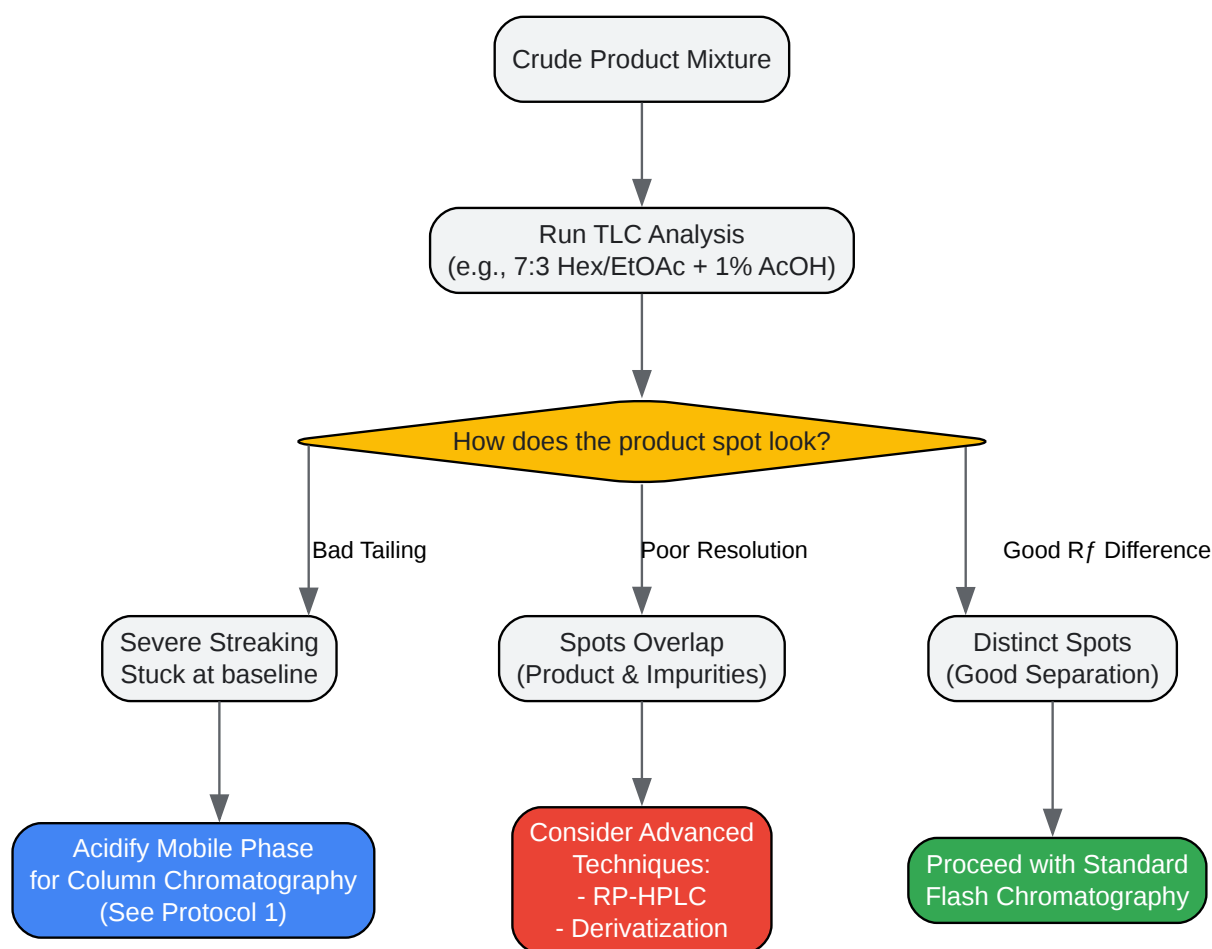 Crude Product Mixture
Run TLC Analysis
(e.g., 7:3 Hex/EtOAc + 1% AcOH)
How does the product spot look?
Bad Tailing
Poor Resolution
Good Rƒ Difference
Severe Streaking
Stuck at baseline
Spots Overlap
(Product & Impurities)
Distinct Spots
(Good Separation)
Acidify Mobile Phase
for Column Chromatography
(See Protocol 1)
Consider Advanced
Techniques:
- RP-HPLC
- Derivatization
Proceed with Standard
Flash Chromatography